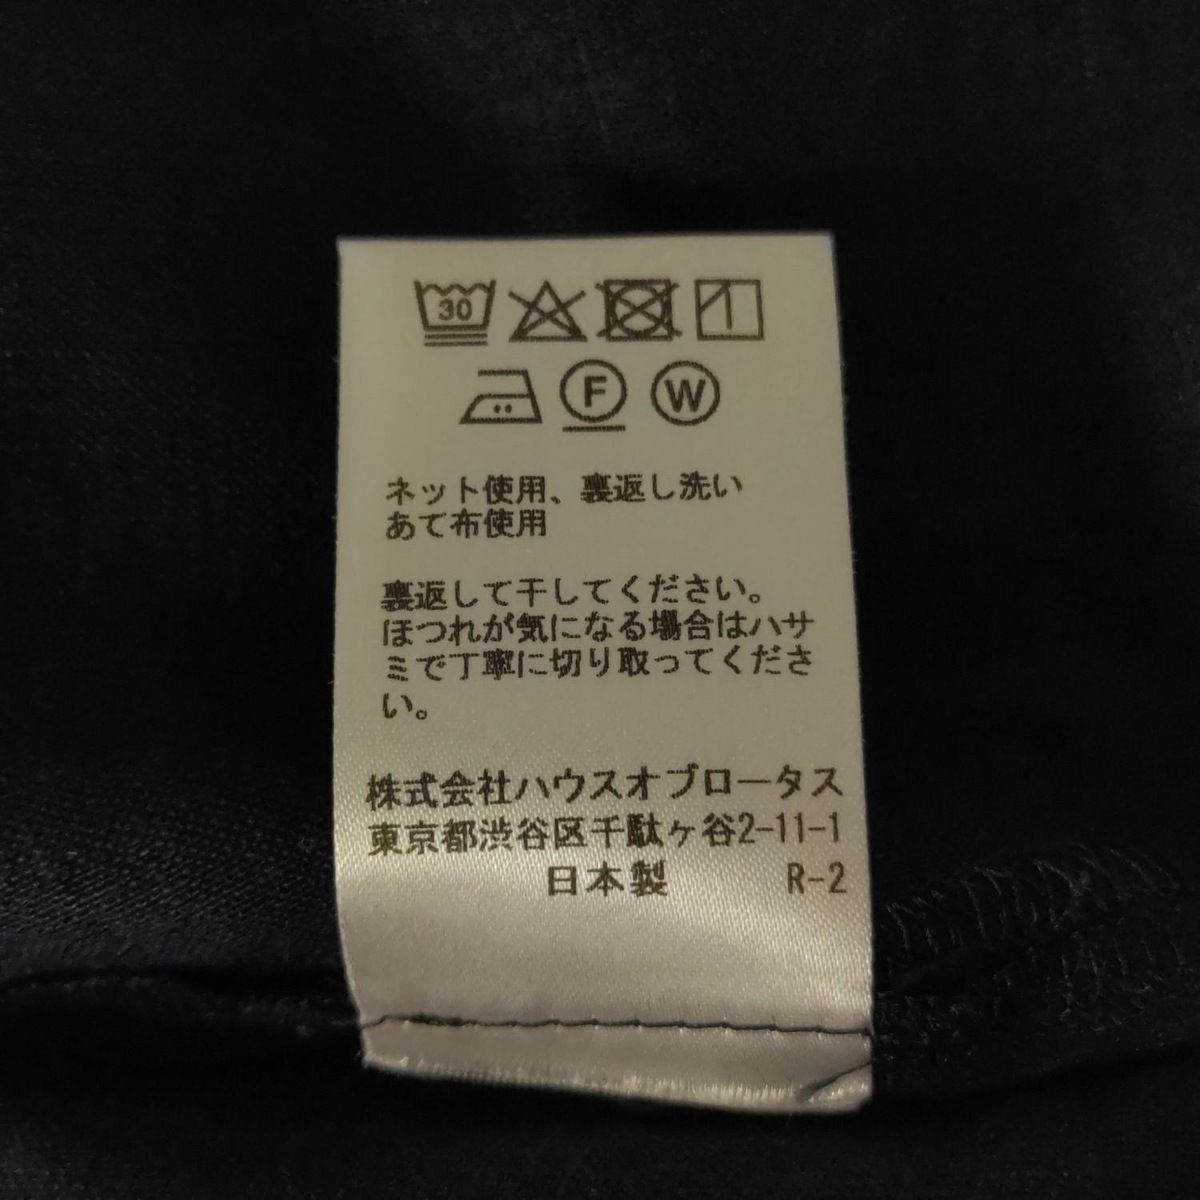 30
F W
ネット使用、裏返し洗い
あて布使用
裏返して干してください。
ほつれが気になる場合はハサ
ミで丁寧に切り取ってくださ
い。
株式会社ハウスオブロータス
東京都渋谷区千駄ヶ谷2-11-1
日本製 R-2